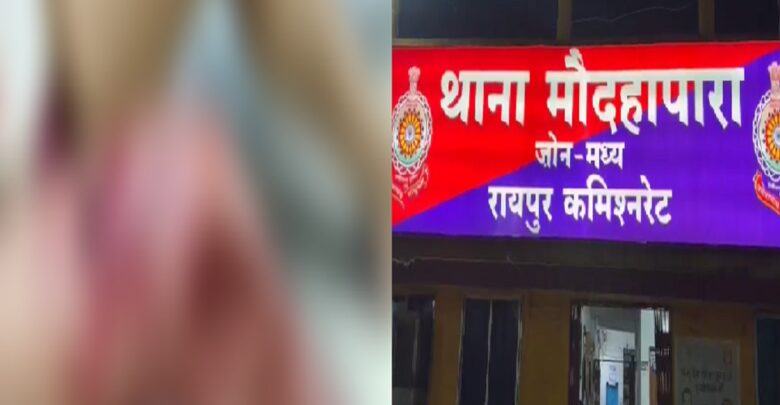 थाना मौदहापारा
जोन-मध्य
रायपुर कमिश्नरेट